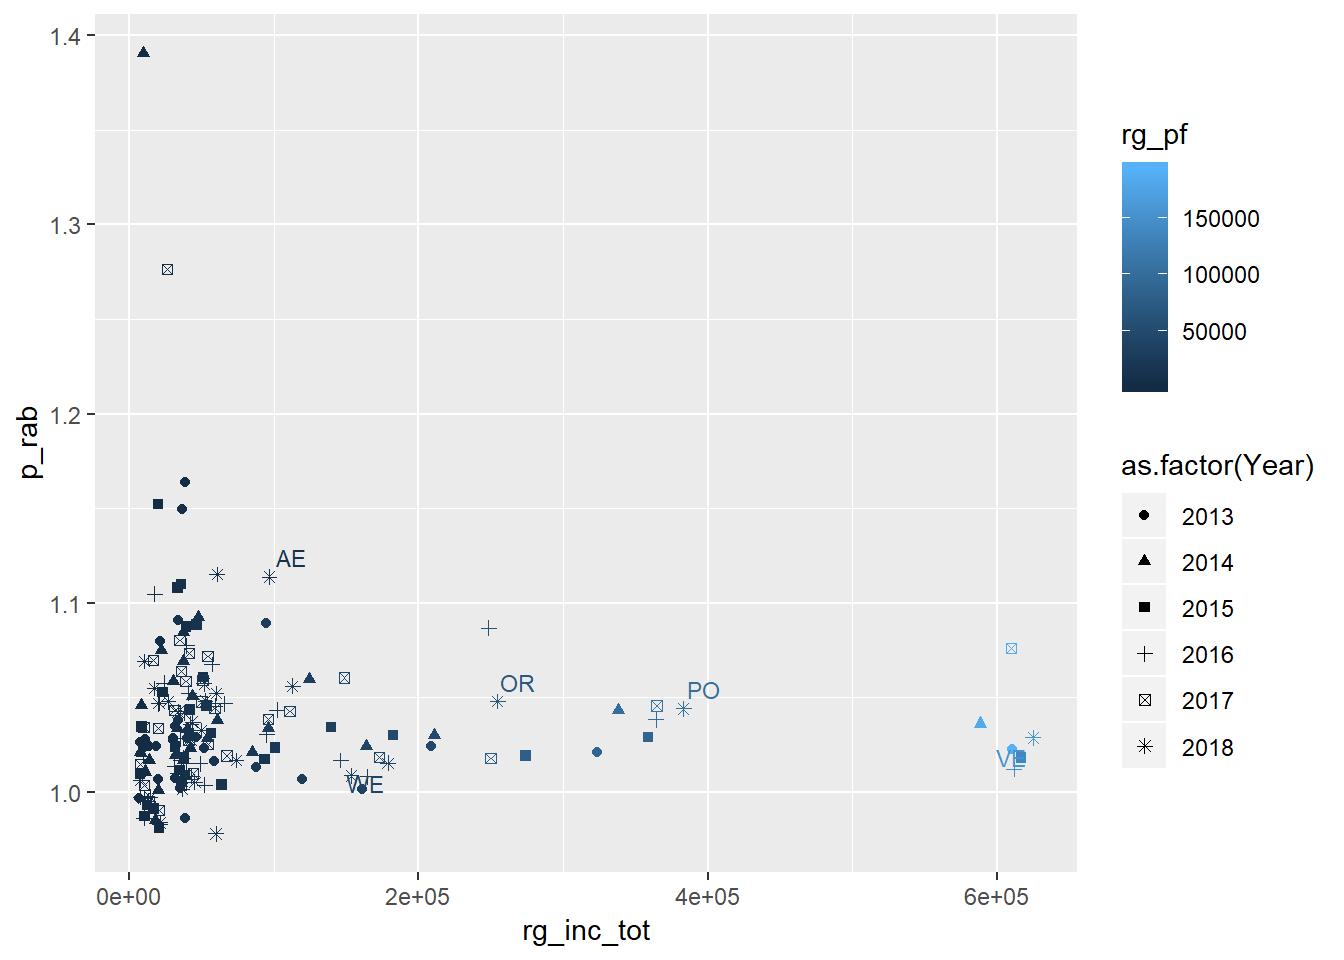 1.4
1.3
1.2
1.1
1.0
p_rab
AE
OR
PO
WE
0e+00
2e+05
4e+05
6e+05
rg_inc_tot
rg_pf
150000
100000
50000
as.factor(Year)
2013
2014
2015
2016
2017
2018